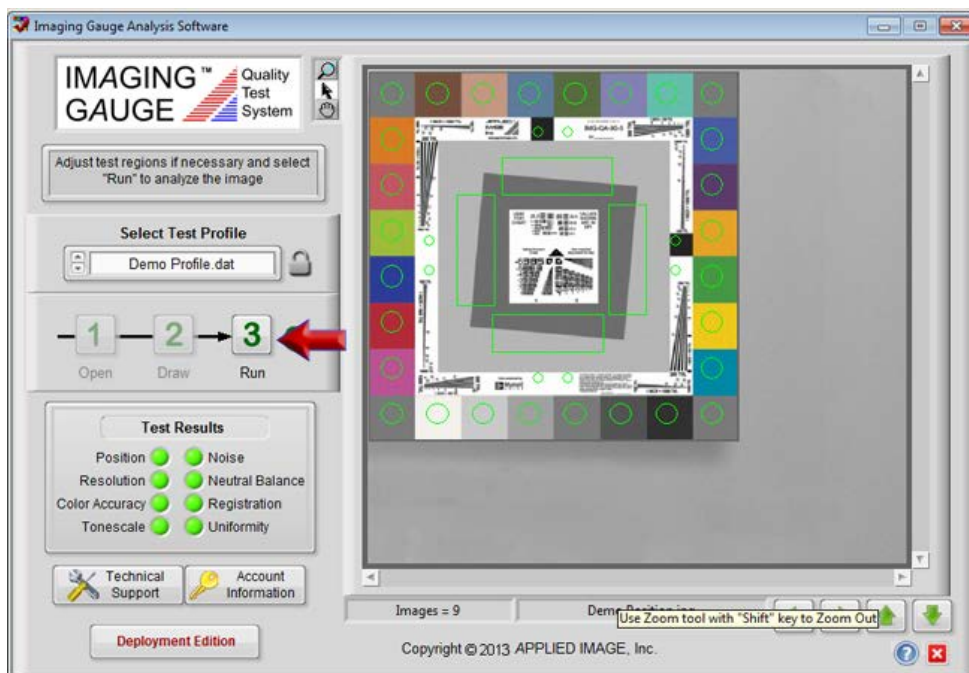 Imaging Gauge Analysis Software
IMAGING™
GAUGE
Quality
Test
System
Adjust test regions if necessary and select
"Run" to analyze the image
Select Test Profile
Demo Profile.dat
1
2
3
Open
Draw
Run
Test Results
Position
Noise
Resolution
Neutral Balance
Color Accuracy
Registration
Tonescale
Uniformity
Technical
Support
Account
Information
Deployment Edition
Images = 9
Use Zoom tool with "Shift" key to Zoom Out
Copyright © 2013 APPLIED IMAGE, Inc.